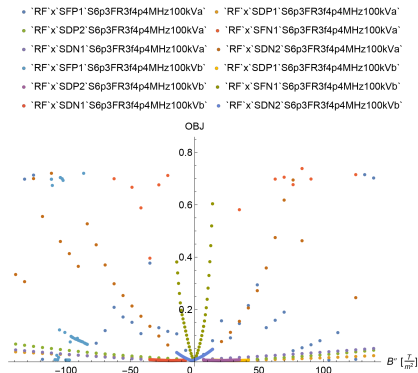 `RF`x`SFP1`S6p3FR3f4p4MHz100kVa` `RF`x`SDP1`S6p3FR3f4p4MHz100kVa`
`RF`x`SDP2`S6p3FR3f4p4MHz100kVa` `RF`x`SFN1`S6p3FR3f4p4MHz100kVa`
`RF`x`SDN1`S6p3FR3f4p4MHz100kVa` `RF`x`SDN2`S6p3FR3f4p4MHz100kVa`
`RF`x`SFP1`S6p3FR3f4p4MHz100kVb` `RF`x`SDP1`S6p3FR3f4p4MHz100kVb`
`RF`x`SDP2`S6p3FR3f4p4MHz100kVb` `RF`x`SFN1`S6p3FR3f4p4MHz100kVb`
`RF`x`SDN1`S6p3FR3f4p4MHz100kVb` `RF`x`SDN2`S6p3FR3f4p4MHz100kVb`
OBJ
0.8
0.6
0.4
0.2
-100 -50 0 50 100